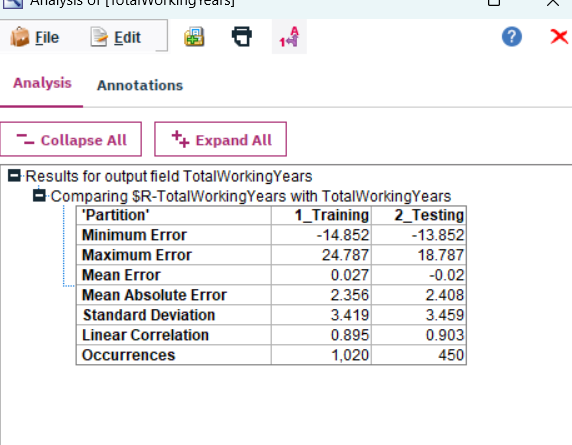 Analysis of [TotalWorkingYears]
File Edit
Analysis Annotations
Collapse All Expand All
Results for output field TotalWorkingYears
Comparing $R-TotalWorkingYears with TotalWorkingYears
'Partition' 1_Training 2_Testing
Minimum Error -14.852 -13.852
Maximum Error 24.787 18.787
Mean Error 0.027 -0.02
Mean Absolute Error 2.356 2.408
Standard Deviation 3.419 3.459
Linear Correlation 0.895 0.903
Occurrences 1,020 450